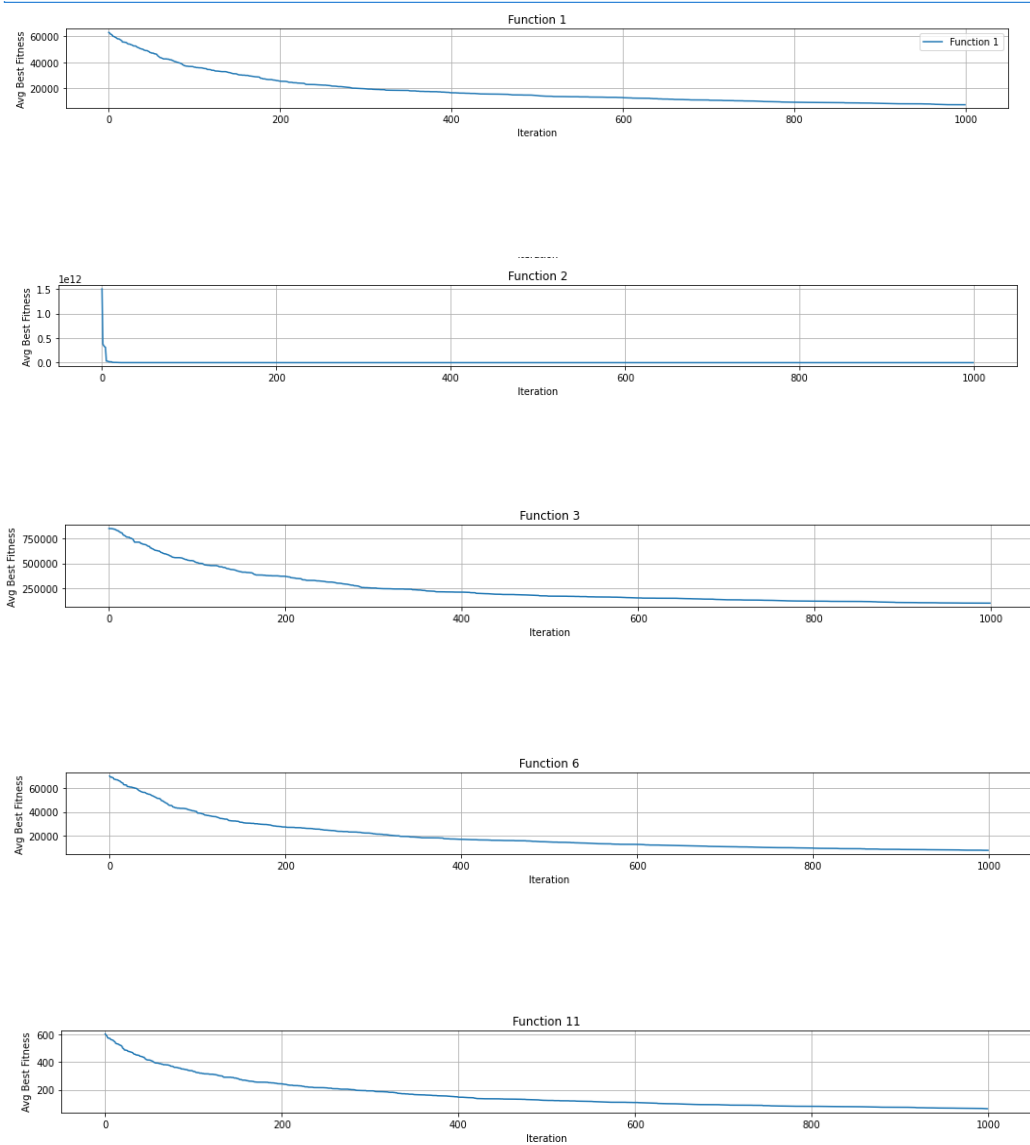 Function 1
60000
40000
20000
Avg Best Fitness
Function 1
0 200 400 600 800 1000
Iteration
Function 2
1e12
1.5
1.0
0.5
0.0
Avg Best Fitness
0 200 400 600 800 1000
Iteration
Function 3
750000
500000
250000
Avg Best Fitness
0 200 400 600 800 1000
Iteration
Function 6
60000
40000
20000
Avg Best Fitness
0 200 400 600 800 1000
Iteration
Function 11
600
400
200
Avg Best Fitness
0 200 400 600 800 1000
Iteration